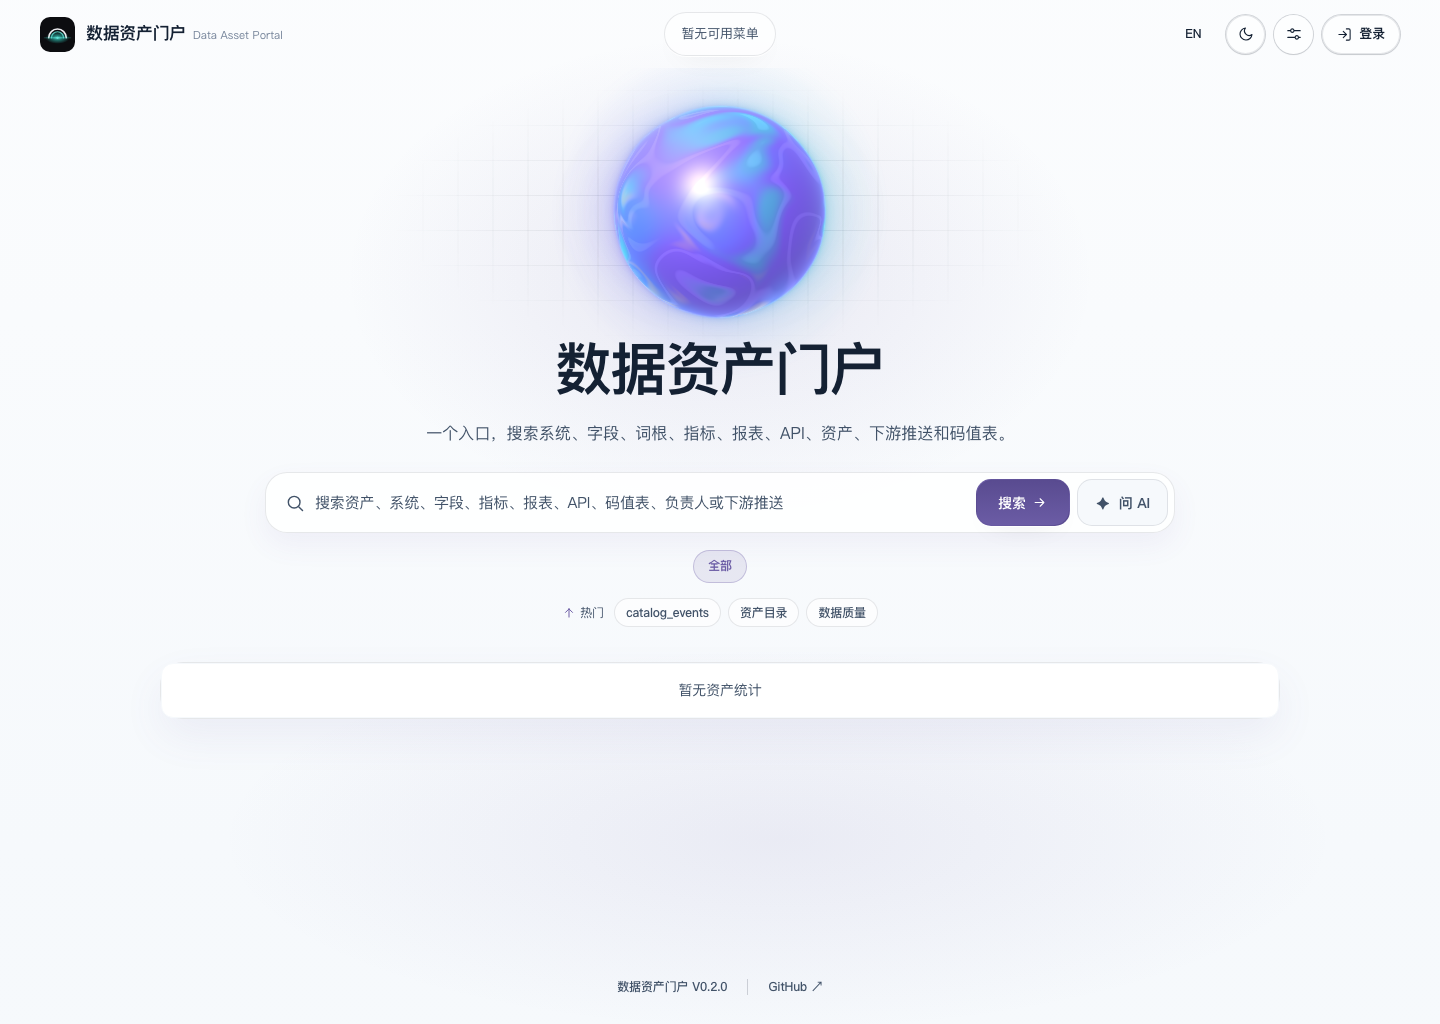 数据资产门户 Data Asset Portal
暂无可用菜单
EN
登录
数据资产门户
一个入口，搜索系统、字段、词根、指标、报表、API、资产、下游推送和码值表。
搜索资产、系统、字段、指标、报表、API、码值表、负责人或下游推送
搜索 →
问 AI
全部
↑ 热门 catalog_events 资产目录 数据质量
暂无资产统计
数据资产门户 V0.2.0
GitHub ↗